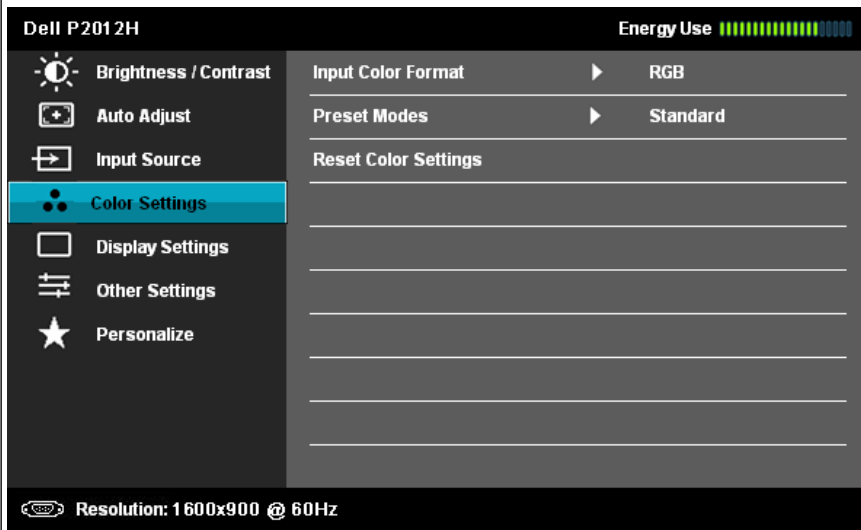 Dell P2012H Energy Use
Brightness / Contrast Input Color Format RGB
Auto Adjust Preset Modes Standard
Input Source Reset Color Settings
Color Settings
Display Settings
Other Settings
Personalize
Resolution: 1600x900 @ 60Hz